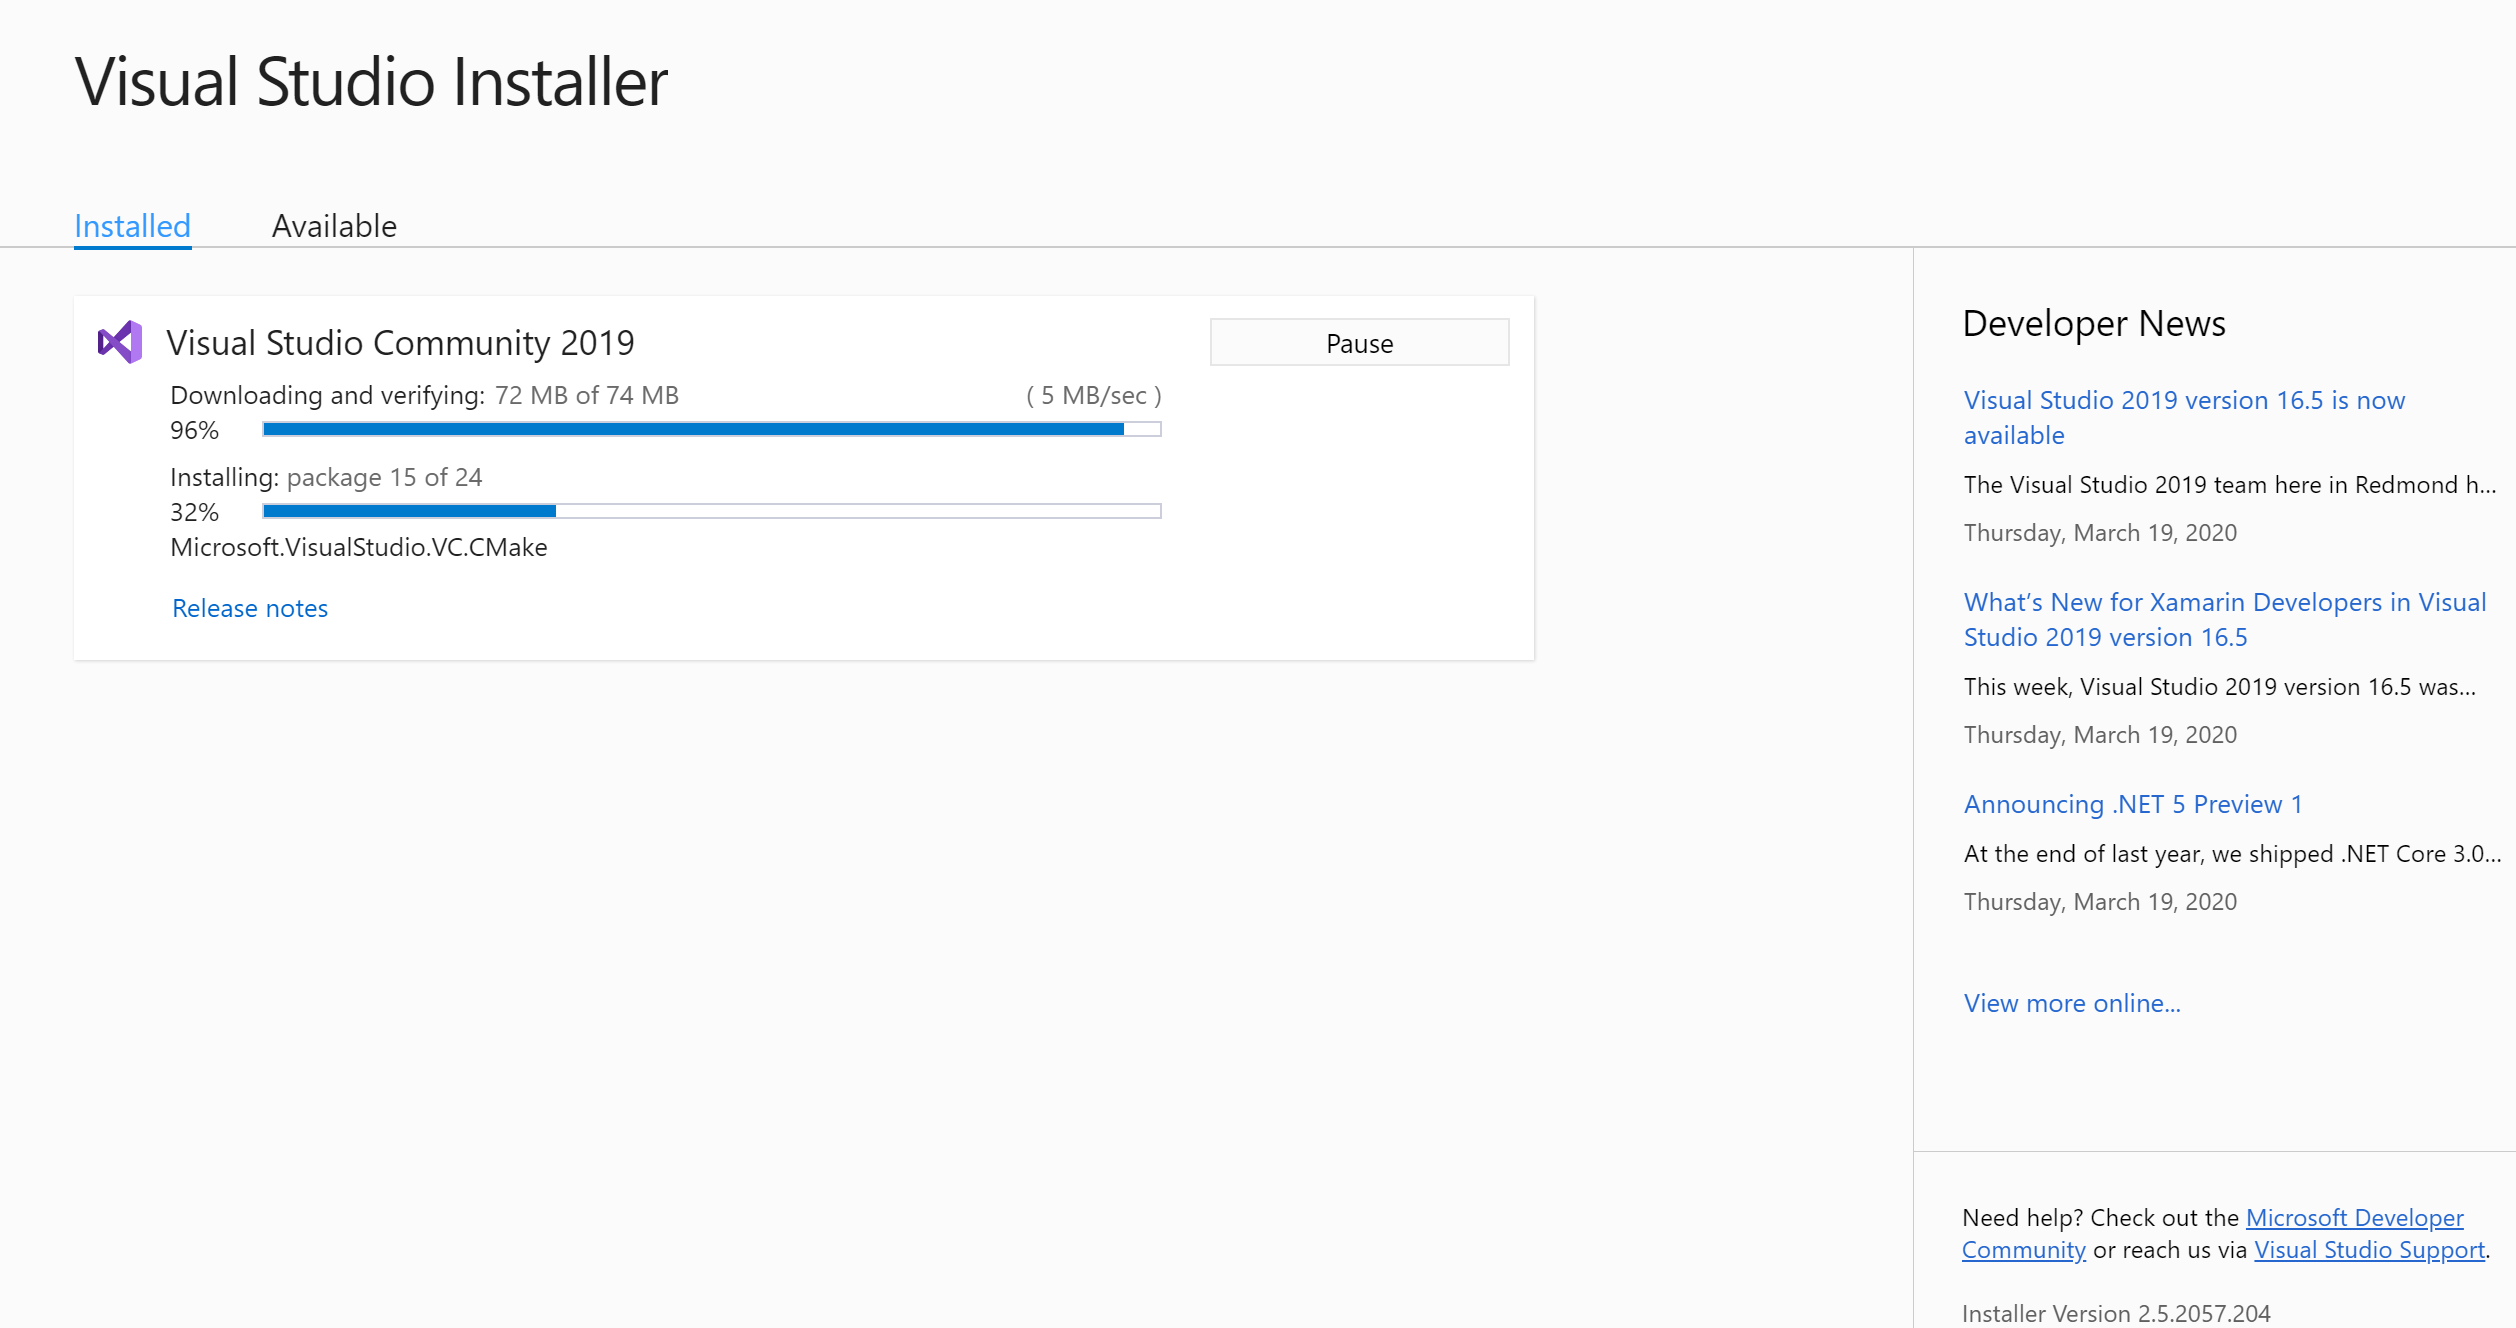 Visual Studio Installer
Installed
Available
Visual Studio Community 2019
Pause
Downloading and verifying: 72 MB of 74 MB
( 5 MB/sec )
96%
Installing: package 15 of 24
32%
Microsoft.VisualStudio.VC.CMake
Release notes
Developer News
Visual Studio 2019 version 16.5 is now
available
The Visual Studio 2019 team here in Redmond h...
Thursday, March 19, 2020
What’s New for Xamarin Developers in Visual
Studio 2019 version 16.5
This week, Visual Studio 2019 version 16.5 was...
Thursday, March 19, 2020
Announcing .NET 5 Preview 1
At the end of last year, we shipped .NET Core 3.0...
Thursday, March 19, 2020
View more online...
Need help? Check out the Microsoft Developer
Community or reach us via Visual Studio Support.
Installer Version 2.5.2057.204